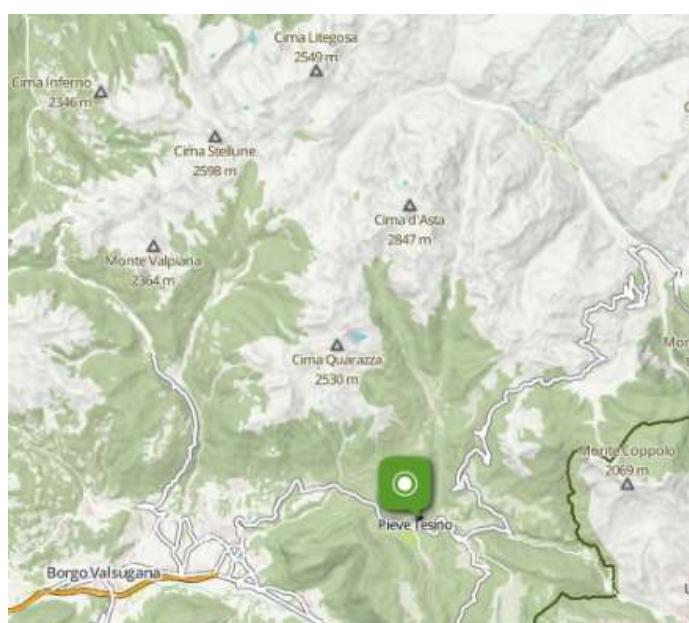 Cima Litegosa
2549 m
Cima Inferno
2346 m
Cima Stellune
2598 m
Cima d'Asta
2847 m
Monte Valpiana
2364 m
Cima Quarazza
2530 m
Mon
Monte Coppolo
2069 m
Pieve Tesino
Borgo Valsugana